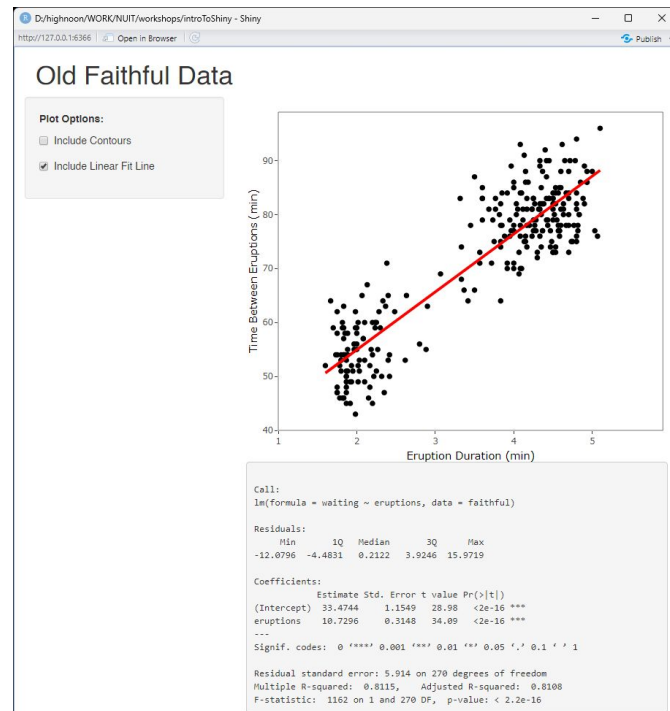 D:/highnoon/WORK/NUIT/workshops/introToShiny - Shiny
http://127.0.0.1:6366 Open in Browser Publish
Old Faithful Data
Plot Options:
Include Contours
Include Linear Fit Line
Time Between Eruptions (min)
90
80
70
60
50
40
1 2 3 4 5
Eruption Duration (min)
Call:
lm(formula = waiting ~ eruptions, data = faithful)
Residuals:
Min 1Q Median 3Q Max
-12.0796 -4.4831 0.2122 3.9246 15.9719
Coefficients:
Estimate Std. Error t value Pr(>|t|)
(Intercept) 33.4744 1.1549 28.98 <2e-16 ***
eruptions 10.7296 0.3148 34.09 <2e-16 ***
---
Signif. codes: 0 ‘***’ 0.001 ‘**’ 0.01 ‘*’ 0.05 ‘.’ 0.1 ‘ ’ 1
Residual standard error: 5.914 on 270 degrees of freedom
Multiple R-squared: 0.8115, Adjusted R-squared: 0.8108
F-statistic: 1162 on 1 and 270 DF, p-value: < 2.2e-16